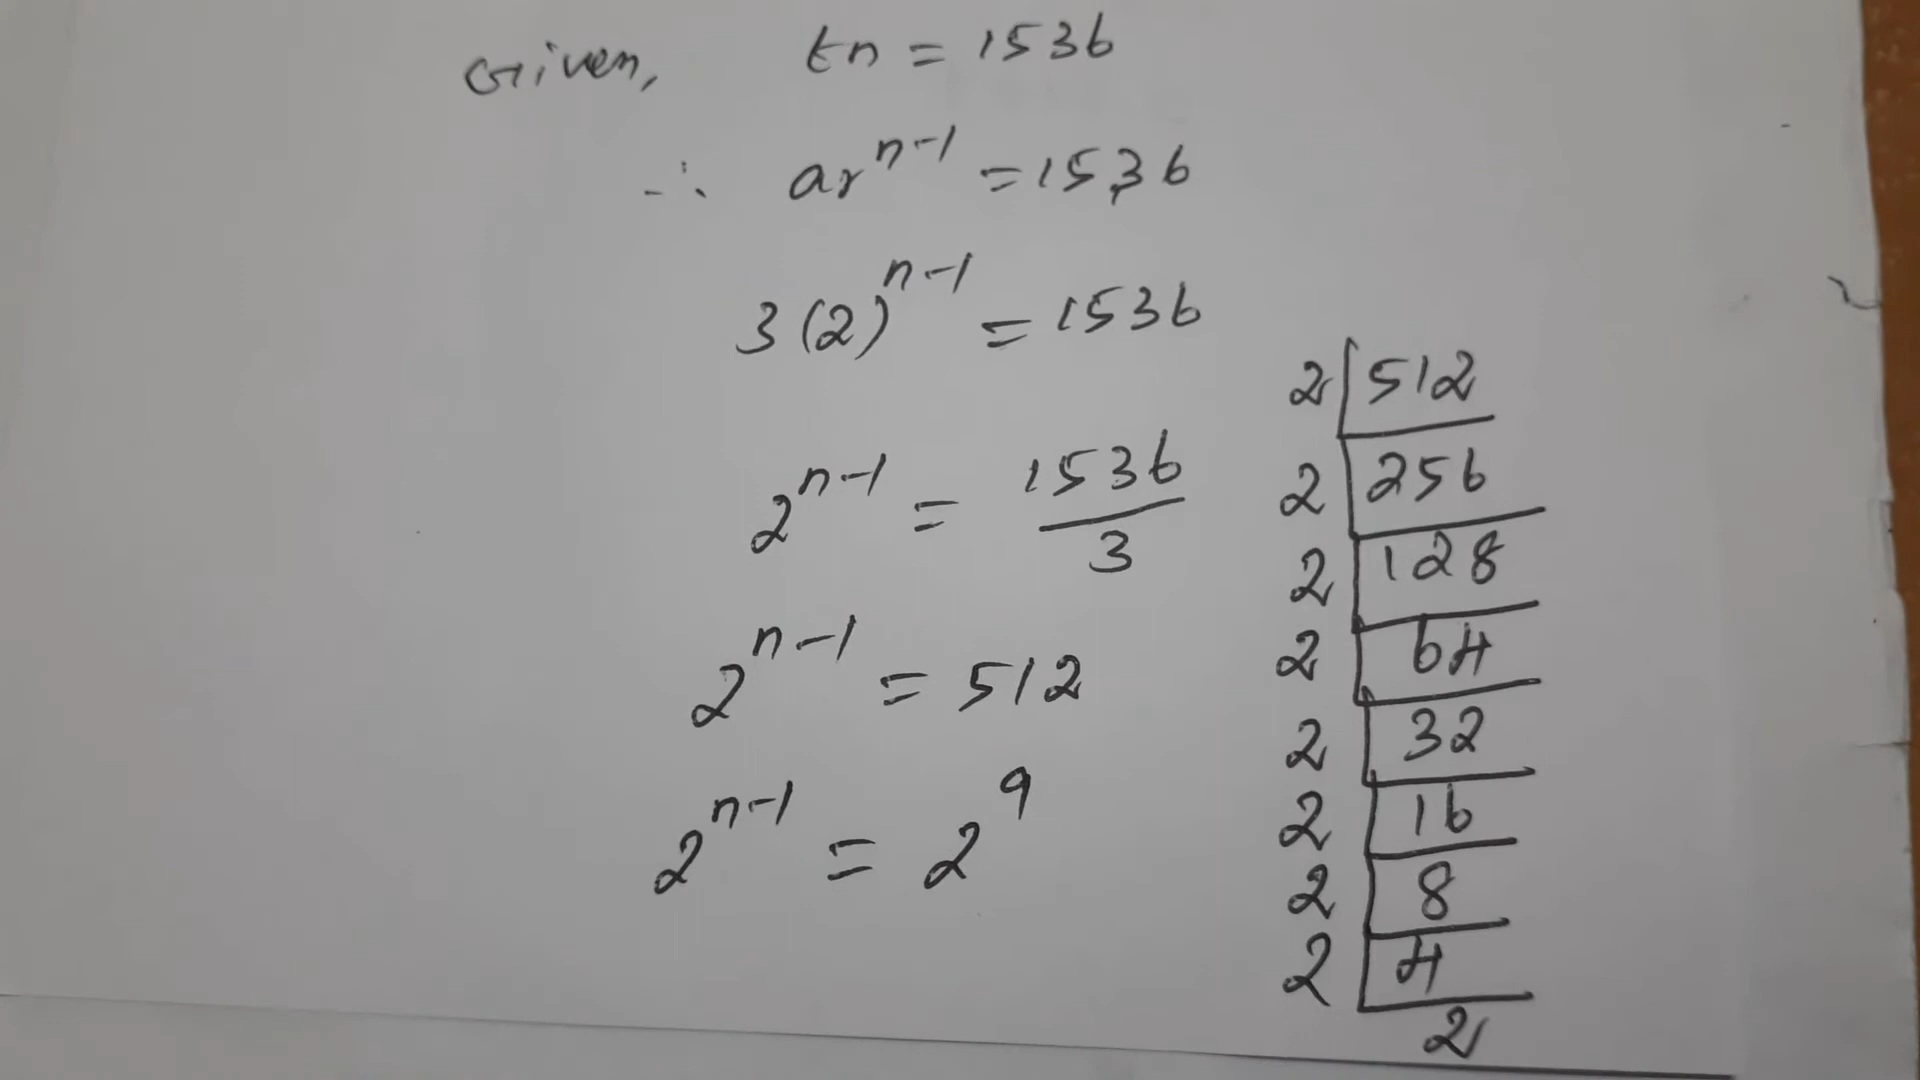 Given, tn = 1536
∴ ar^n-1 = 1536
3(2)^n-1 = 1536
2^n-1 = 1536/3
2^n-1 = 512
2^n-1 = 2^9
2 | 512
2 | 256
2 | 128
2 | 64
2 | 32
2 | 16
2 | 8
2 | 4
2